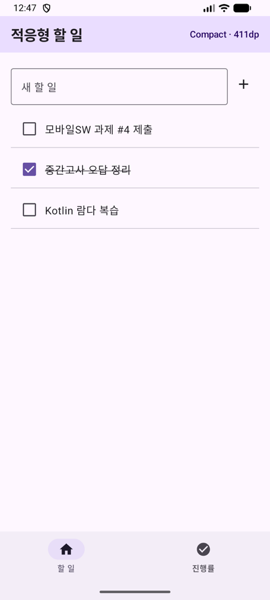 12:47
적응형 할 일
Compact · 411dp
새 할 일
모바일SW 과제 #4 제출
중간고사 오답 정리
Kotlin 람다 복습
할 일
진행률